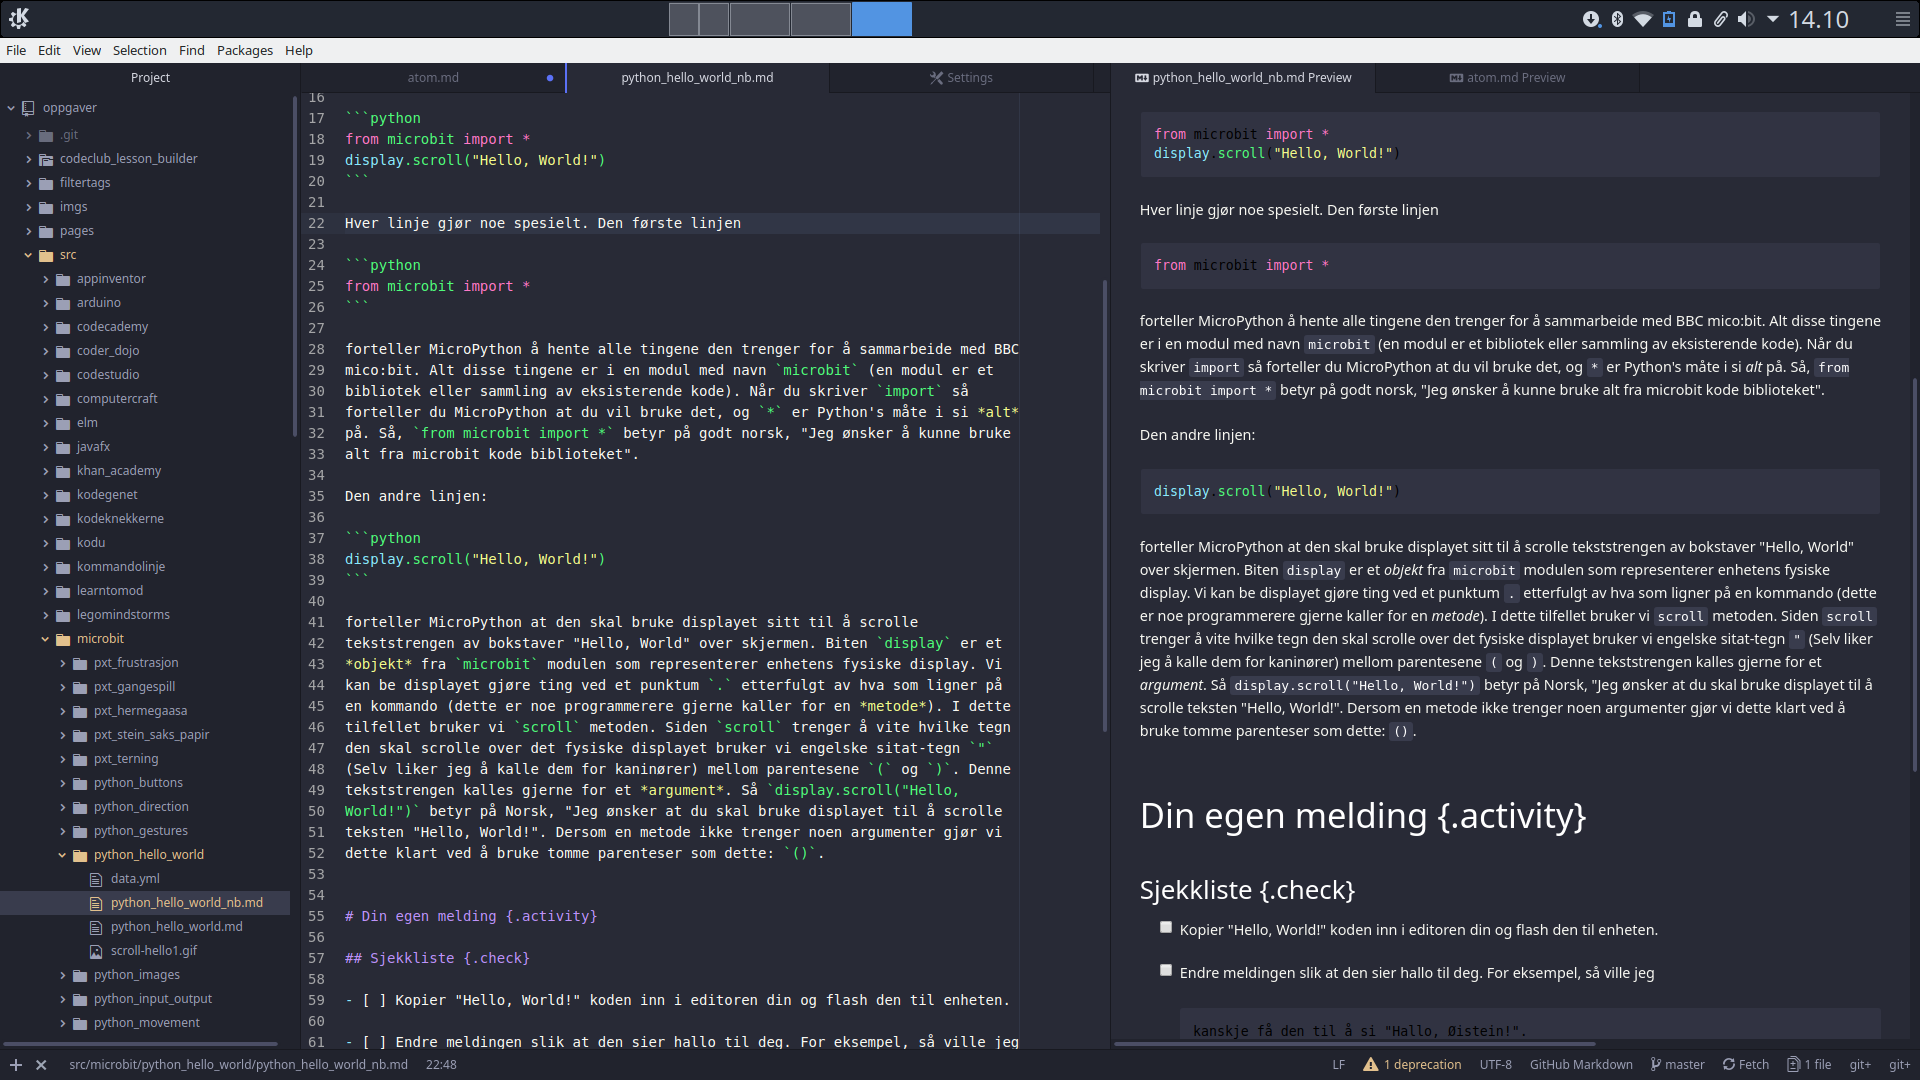 14.10
File Edit View Selection Find Packages Help
Project
oppgaver
.git
codeclub_lesson_builder
filtertags
imgs
pages
src
appinventor
arduino
codecademy
coder_dojo
codestudio
computercraft
elm
javafx
khan_academy
kodegenet
kodeknekkerne
kodu
kommandolinje
learntomod
legomindstorms
microbit
pxt_frustrasjon
pxt_gangespill
pxt_hermegaasa
pxt_stein_saks_papir
pxt_terning
python_buttons
python_direction
python_gestures
python_hello_world
data.yml
python_hello_world_nb.md
python_hello_world.md
scroll-hello1.gif
python_images
python_input_output
python_movement
atom.md python_hello_world_nb.md Settings
16
17 ```python
18 from microbit import *
19 display.scroll("Hello, World!")
20 ```
21
22 Hver linje gjør noe spesielt. Den første linjen
23
24 ```python
25 from microbit import *
26 ```
27
28 forteller MicroPython å hente alle tingene den trenger for å sammarbeide med BBC
29 mico:bit. Alt disse tingene er i en modul med navn `microbit` (en modul er et
30 bibliotek eller sammling av eksisterende kode). Når du skriver `import` så
31 forteller du MicroPython at du vil bruke det, og `*` er Python's måte i si *alt*
32 på. Så, `from microbit import *` betyr på godt norsk, "Jeg ønsker å kunne bruke
33 alt fra microbit kode biblioteket".
34
35 Den andre linjen:
36
37 ```python
38 display.scroll("Hello, World!")
39 ```
40
41 forteller MicroPython at den skal bruke displayet sitt til å scrolle
42 tekststrengen av bokstaver "Hello, World" over skjermen. Biten `display` er et
43 *objekt* fra `microbit` modulen som representerer enhetens fysiske display. Vi
44 kan be displayet gjøre ting ved et punktum `.` etterfulgt av hva som ligner på
45 en kommando (dette er noe programmerere gjerne kaller for en *metode*). I dette
46 tilfellet bruker vi `scroll` metoden. Siden `scroll` trenger å vite hvilke tegn
47 den skal scrolle over det fysiske displayet bruker vi engelske sitat-tegn `"`
48 (Selv liker jeg å kalle dem for kaninører) mellom parentesene `(` og `)`. Denne
49 tekststrengen kalles gjerne for et *argument*. Så `display.scroll("Hello,
50 World!")` betyr på Norsk, "Jeg ønsker at du skal bruke displayet til å scrolle
51 teksten "Hello, World!". Dersom en metode ikke trenger noen argumenter gjør vi
52 dette klart ved å bruke tomme parenteser som dette: `()`.
53
54
55 # Din egen melding {.activity}
56
57 ## Sjekkliste {.check}
58
59 - [ ] Kopier "Hello, World!" koden inn i editoren din og flash den til enheten.
60
61 - [ ] Endre meldingen slik at den sier hallo til deg. For eksempel, så ville jeg
python_hello_world_nb.md Preview atom.md Preview
from microbit import *
display.scroll("Hello, World!")
Hver linje gjør noe spesielt. Den første linjen
from microbit import *
forteller MicroPython å hente alle tingene den trenger for å sammarbeide med BBC mico:bit. Alt disse tingene
er i en modul med navn microbit (en modul er et bibliotek eller sammling av eksisterende kode). Når du
skriver import så forteller du MicroPython at du vil bruke det, og * er Python's måte i si alt på. Så, from
microbit import * betyr på godt norsk, "Jeg ønsker å kunne bruke alt fra microbit kode biblioteket".
Den andre linjen:
display.scroll("Hello, World!")
forteller MicroPython at den skal bruke displayet sitt til å scrolle tekststrengen av bokstaver "Hello, World"
over skjermen. Biten display er et objekt fra microbit modulen som representerer enhetens fysiske
display. Vi kan be displayet gjøre ting ved et punktum . etterfulgt av hva som ligner på en kommando (dette
er noe programmerere gjerne kaller for en metode). I dette tilfellet bruker vi scroll metoden. Siden scroll
trenger å vite hvilke tegn den skal scrolle over det fysiske displayet bruker vi engelske sitat-tegn " (Selv liker
jeg å kalle dem for kaninører) mellom parentesene ( og ). Denne tekststrengen kalles gjerne for et
argument. Så display.scroll("Hello, World!") betyr på Norsk, "Jeg ønsker at du skal bruke displayet til å
scrolle teksten "Hello, World!". Dersom en metode ikke trenger noen argumenter gjør vi dette klart ved å
bruke tomme parenteser som dette: ().
Din egen melding {.activity}
Sjekkliste {.check}
Kopier "Hello, World!" koden inn i editoren din og flash den til enheten.
Endre meldingen slik at den sier hallo til deg. For eksempel, så ville jeg
kanskje få den til å si "Hallo, Øistein!".
src/microbit/python_hello_world/python_hello_world_nb.md 22:48 LF 1 deprecation UTF-8 GitHub Markdown master Fetch 1 file git+ git+